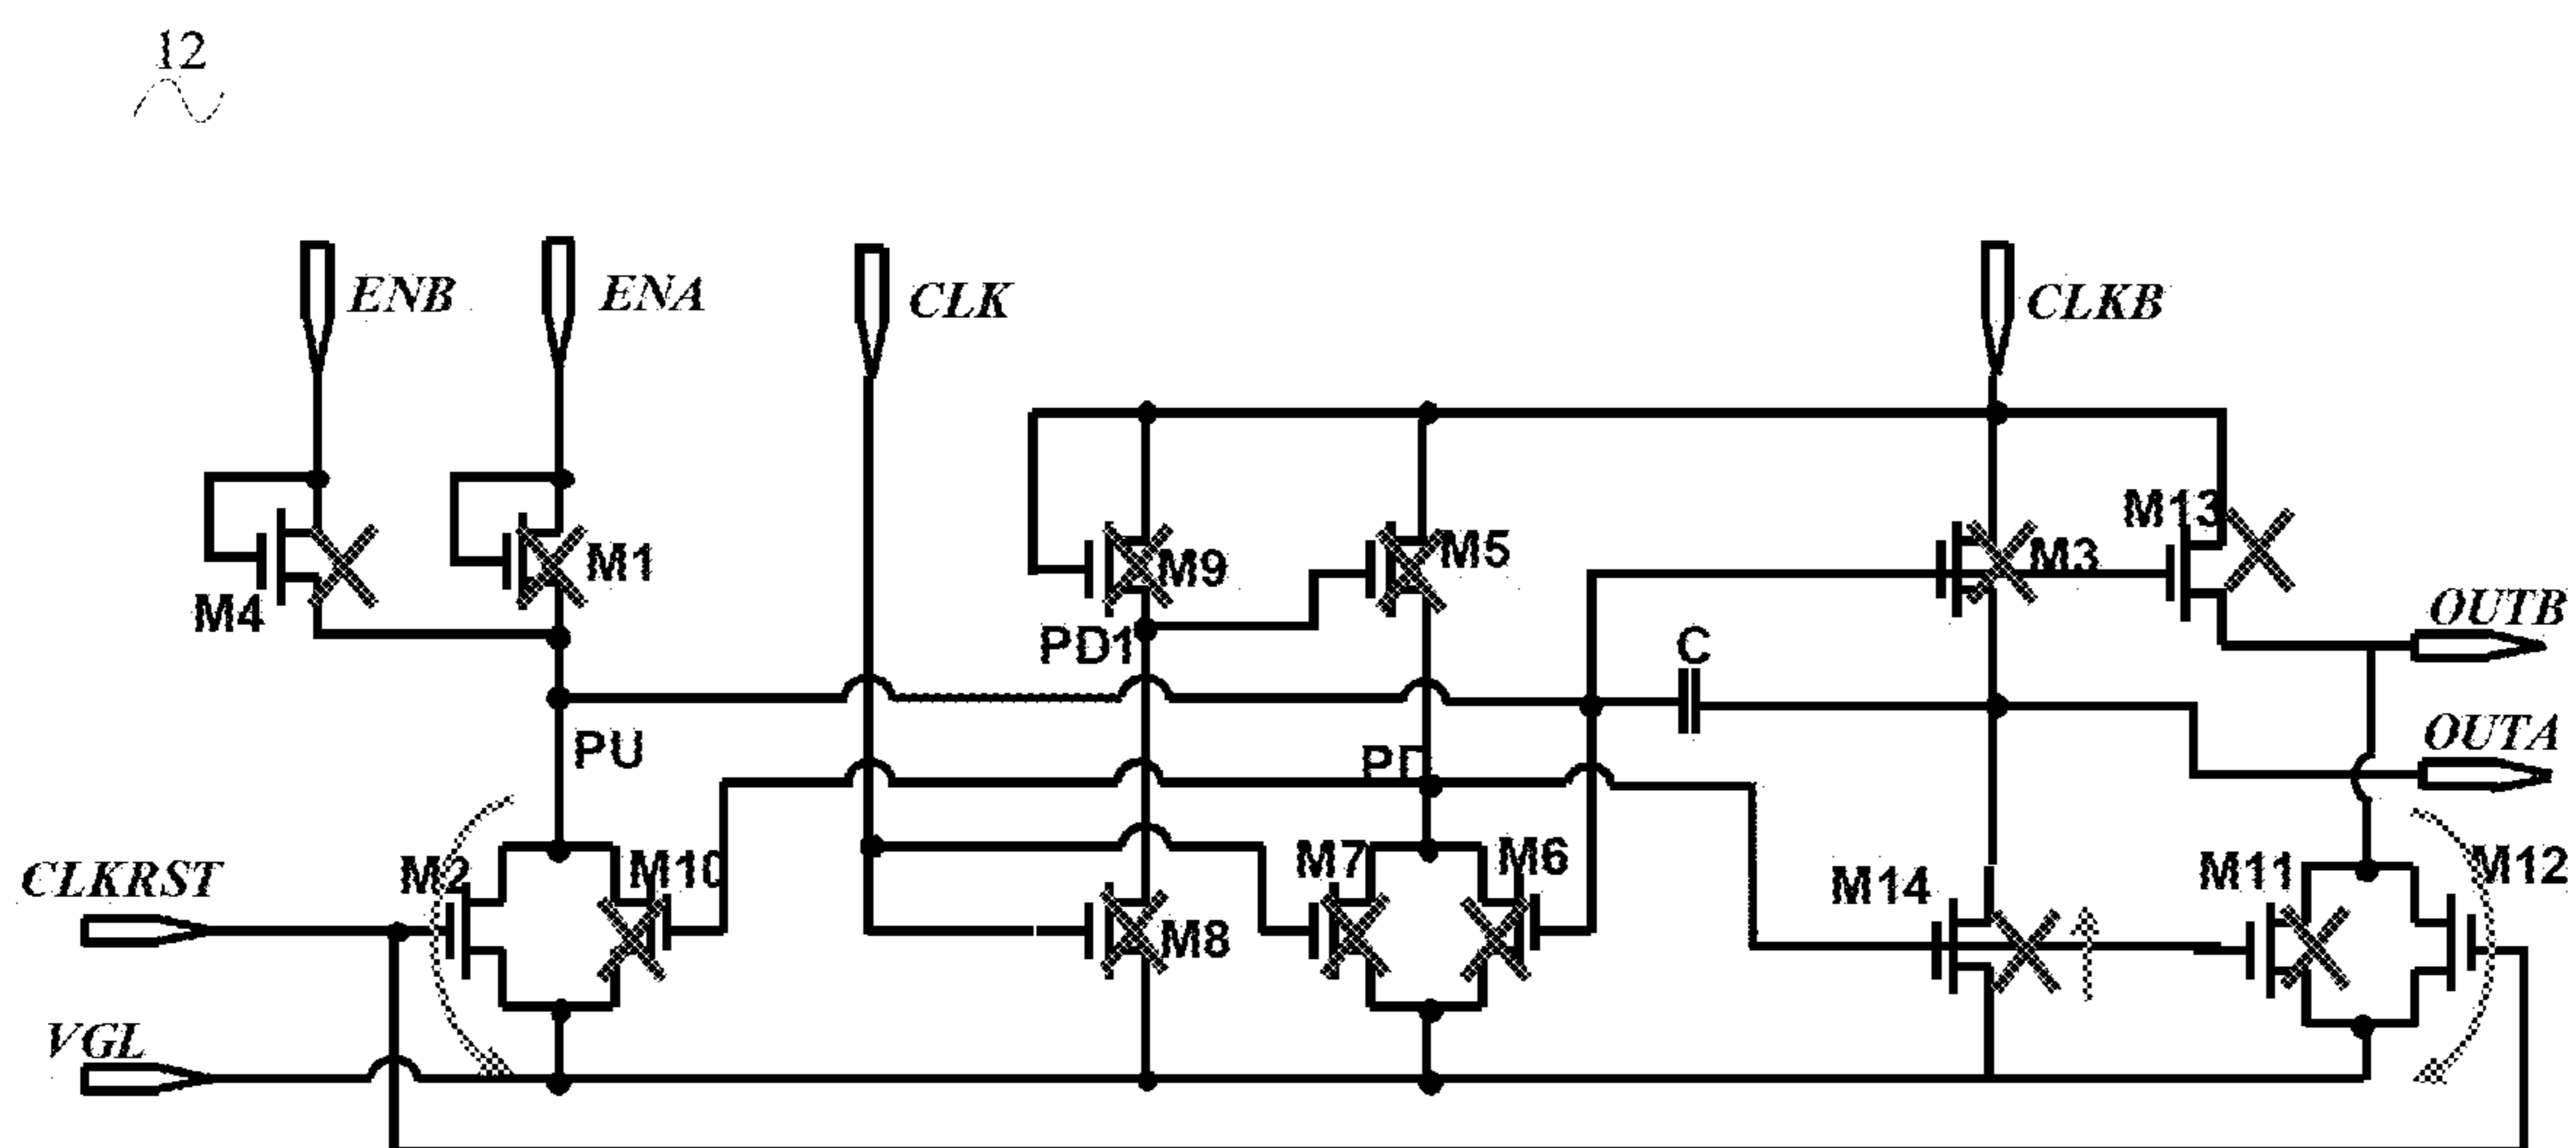 12
ENB
ENA
CLK
CLKB
M13
M4
M1
M9
M5
M3
OUTB
PD1
C
PU
PD
OUTA
CLKRST
M2
M10
M7
M6
M14
M11
M12
M8
VGL